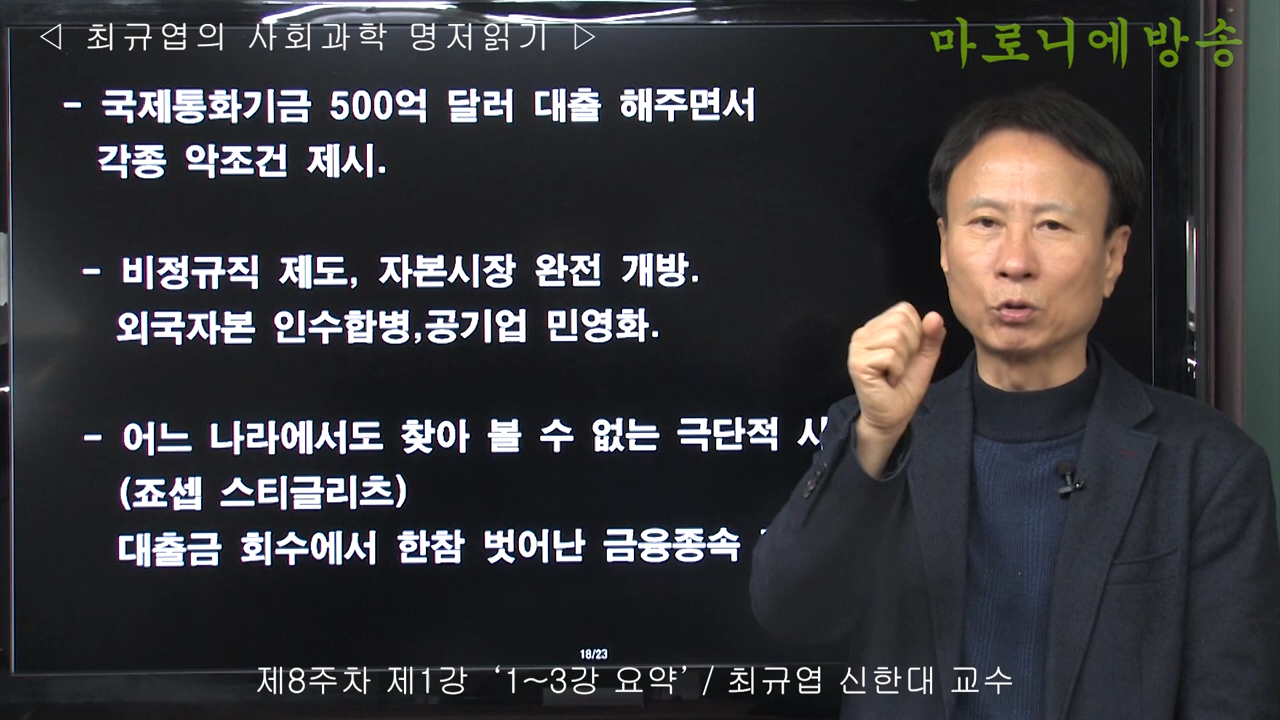 ◁ 최규엽의 사회과학 명저읽기 ▷
마로니에방송
- 국제통화기금 500억 달러 대출 해주면서
각종 악조건 제시.
- 비정규직 제도, 자본시장 완전 개방.
외국자본 인수합병,공기업 민영화.
- 어느 나라에서도 찾아 볼 수 없는 극단적
(죠셉 스티글리츠)
대출금 회수에서 한참 벗어난 금융종속
18/23
제8주차 제1강 ‘1~3강 요약’ / 최규엽 신한대 교수